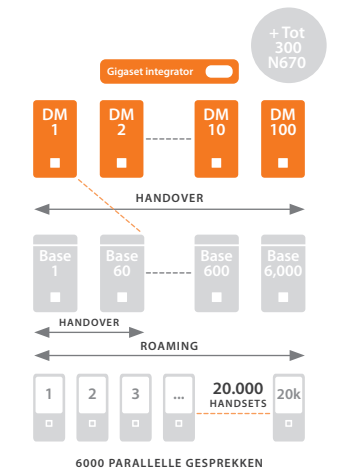 + Tot
300
N670
Gigaset integrator
DM
1
DM
2
DM
10
DM
100
HANDOVER
Base
1
Base
60
Base
600
Base
6,000
HANDOVER
ROAMING
1
2
3
...
20.000
HANDSETS
20k
6000 PARALLELLE GESPREKKEN